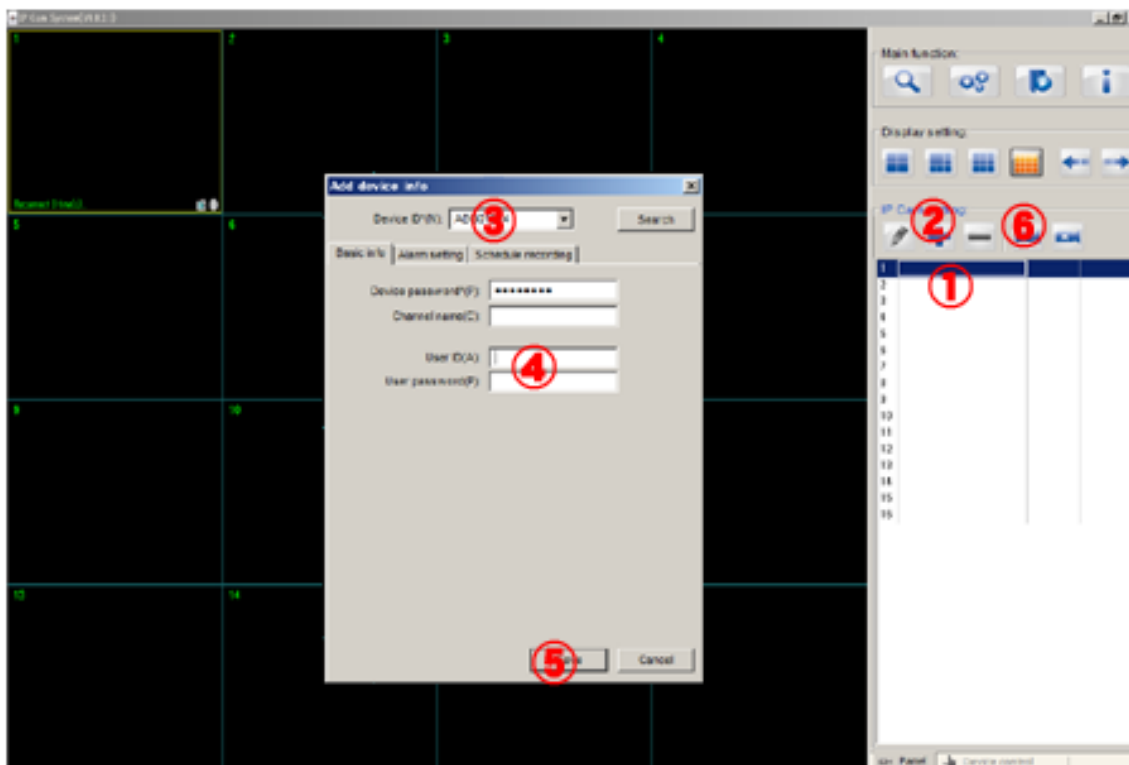 1
2
3
4
Main function:
Display setting:
②
⑥
①
1
2
3
4
5
6
7
8
9
10
11
12
13
14
15
16
Add device info
Device ID*(N):
③
Search
Basic info
Alarm setting
Schedule recording
Device password*(P):
Channel name(C):
User ID(A):
④
User password(P):
⑤
Cancel
5
6
9
10
13
14
Panel
Device control